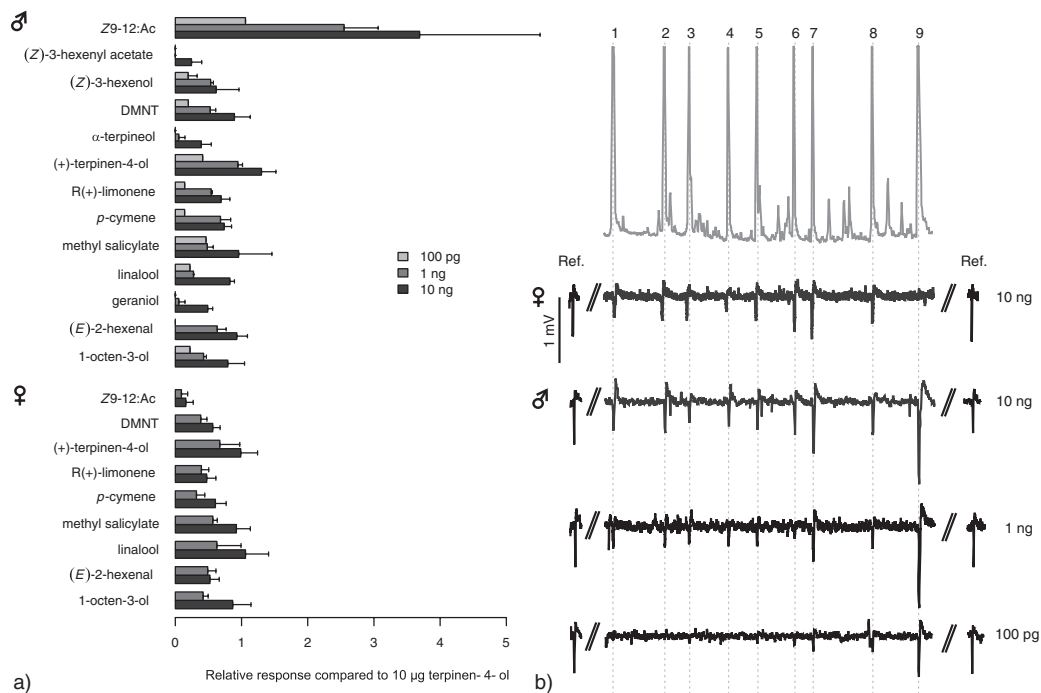 ♂
Z9-12:Ac
(Z)-3-hexenyl acetate
(Z)-3-hexenol
DMNT
α-terpineol
(+)-terpinen-4-ol
R(+)-limonene
p-cymene
methyl salicylate
linalool
geraniol
(E)-2-hexenal
1-octen-3-ol
100 pg
1 ng
10 ng
♀
Z9-12:Ac
DMNT
(+)-terpinen-4-ol
R(+)-limonene
p-cymene
methyl salicylate
linalool
(E)-2-hexenal
1-octen-3-ol
0 1 2 3 4 5
Relative response compared to 10 µg terpinen- 4- ol
a)
1 2 3 4 5 6 7 8 9
Ref. Ref.
♀ 10 ng
1 mV
♂ 10 ng
1 ng
100 pg
b)